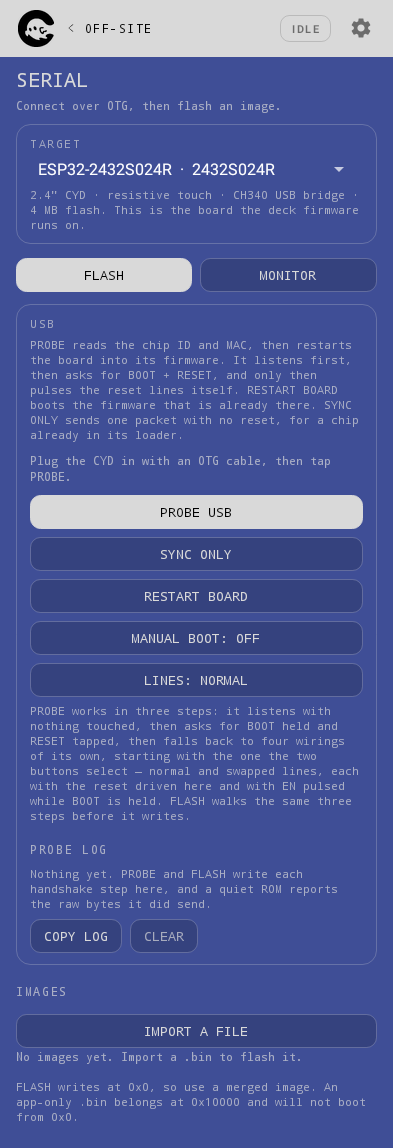 < OFF-SITE
IDLE
SERIAL
Connect over OTG, then flash an image.
TARGET
ESP32-2432S024R · 2432S024R
2.4" CYD · resistive touch · CH340 USB bridge ·
4 MB flash. This is the board the deck firmware
runs on.
FLASH
MONITOR
USB
PROBE reads the chip ID and MAC, then restarts
the board into its firmware. It listens first,
then asks for BOOT + RESET, and only then
pulses the reset lines itself. RESTART BOARD
boots the firmware that is already there. SYNC
ONLY sends one packet with no reset, for a chip
already in its loader.
Plug the CYD in with an OTG cable, then tap
PROBE.
PROBE USB
SYNC ONLY
RESTART BOARD
MANUAL BOOT: OFF
LINES: NORMAL
PROBE works in three steps: it listens with
nothing touched, then asks for BOOT held and
RESET tapped, then falls back to four wirings
of its own, starting with the one the two
buttons select — normal and swapped lines, each
with the reset driven here and with EN pulsed
while BOOT is held. FLASH walks the same three
steps before it writes.
PROBE LOG
Nothing yet. PROBE and FLASH write each
handshake step here, and a quiet ROM reports
the raw bytes it did send.
COPY LOG
CLEAR
IMAGES
IMPORT A FILE
No images yet. Import a .bin to flash it.
FLASH writes at 0x0, so use a merged image. An
app-only .bin belongs at 0x10000 and will not boot
from 0x0.